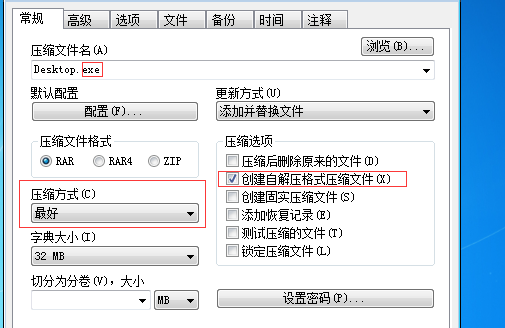 常规 高级 选项 文件 备份 时间 注释
压缩文件名(A)
浏览(B)...
Desktop.exe
默认配置
配置(F)...
更新方式(U)
添加并替换文件
压缩文件格式
RAR RAR4 ZIP
压缩方式(C)
最好
字典大小(I)
32 MB
切分为分卷(V)，大小
MB
压缩选项
压缩后删除原来的文件(D)
创建自解压格式压缩文件(X)
创建固实压缩文件(S)
添加恢复记录(E)
测试压缩的文件(T)
锁定压缩文件(L)
设置密码(P)...